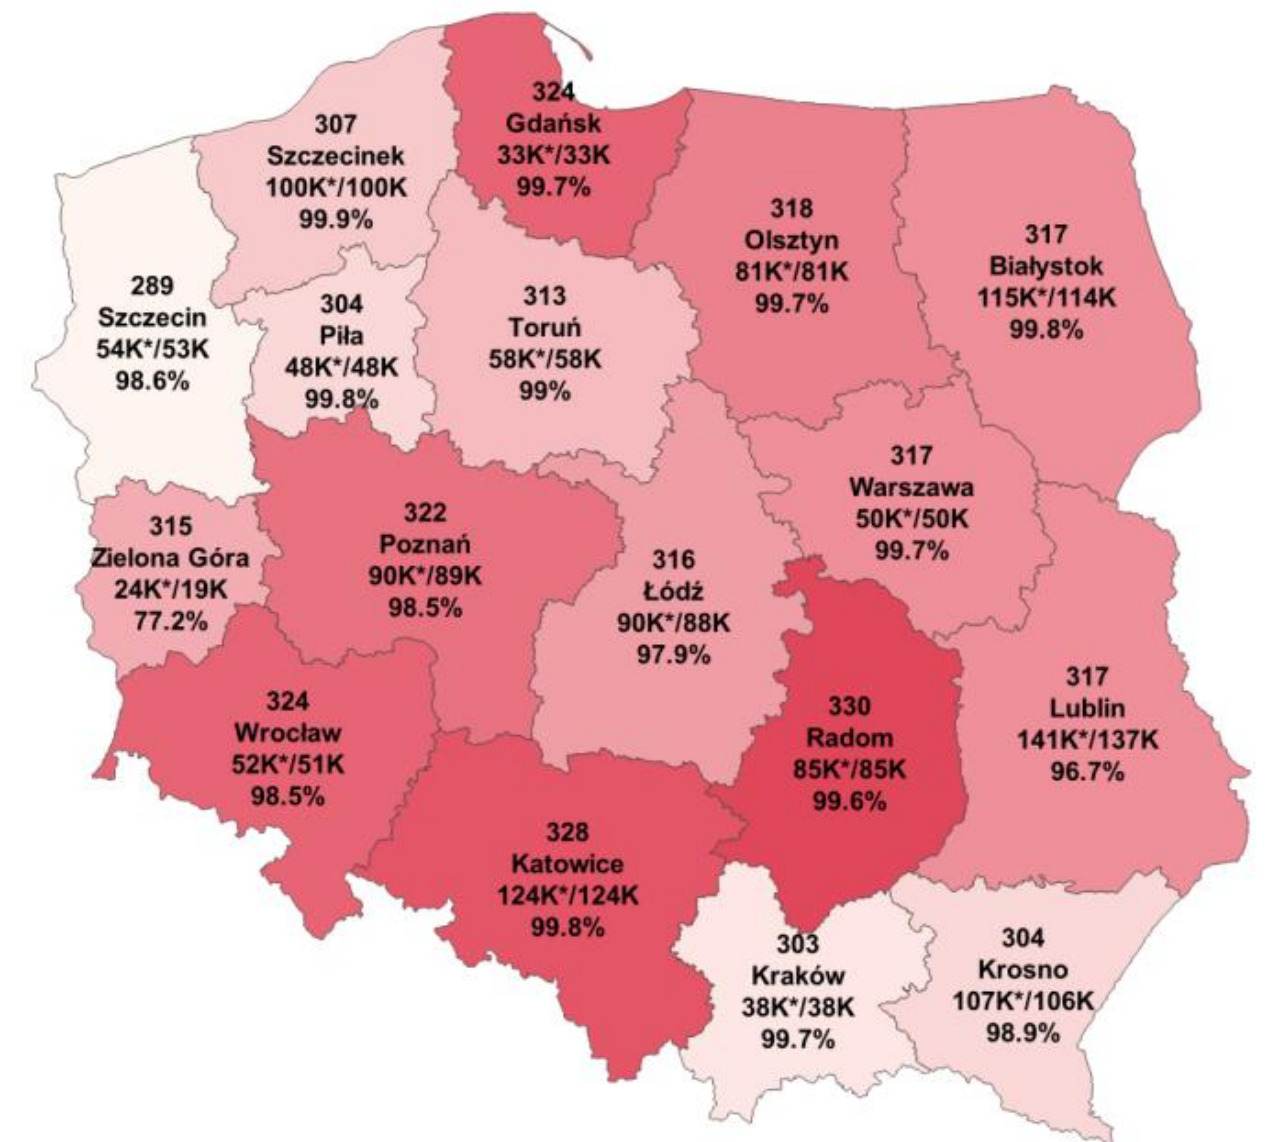 324
Gdańsk
33K*/33K
99.7%
307
Szczecinek
100K*/100K
99.9%
318
Olsztyn
81K*/81K
99.7%
317
Białystok
115K*/114K
99.8%
289
Szczecin
54K*/53K
98.6%
304
Piła
48K*/48K
99.8%
313
Toruń
58K*/58K
99%
317
Warszawa
50K*/50K
99.7%
315
Zielona Góra
24K*/19K
77.2%
322
Poznań
90K*/89K
98.5%
316
Łódź
90K*/88K
97.9%
324
Wrocław
52K*/51K
98.5%
330
Radom
85K*/85K
99.6%
317
Lublin
141K*/137K
96.7%
328
Katowice
124K*/124K
99.8%
303
Kraków
38K*/38K
99.7%
304
Krosno
107K*/106K
98.9%